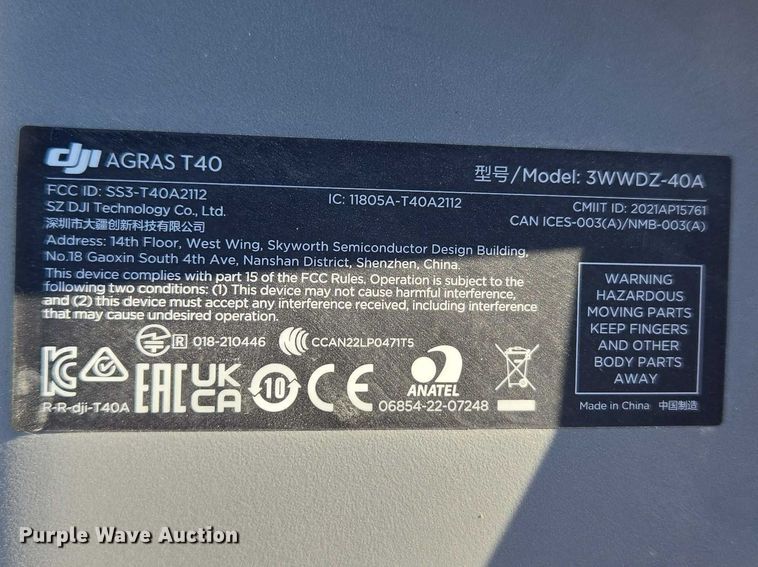 dji AGRAS T40
型号/Model: 3WWDZ-40A
FCC ID: SS3-T40A2112
IC: 11805A-T40A2112
CMIIT ID: 2021AP15761
SZ DJI Technology Co., Ltd.
CAN ICES-003(A)/NMB-003(A)
深圳市大疆创新科技有限公司
Address: 14th Floor, West Wing, Skyworth Semiconductor Design Building,
No.18 Gaoxin South 4th Ave, Nanshan District, Shenzhen, China.
This device complies with part 15 of the FCC Rules. Operation is subject to the
following two conditions: (1) This device may not cause harmful interference,
and (2) this device must accept any interference received, including interference
that may cause undesired operation.
WARNING
HAZARDOUS
MOVING PARTS
KEEP FINGERS
AND OTHER
BODY PARTS
AWAY
R 018-210446
CCAN22LP0471T5
KC
EAC
UK
CA
10
CE
ANATEL
R-R-dji-T40A
06854-22-07248
Made in China 中国制造
Purple Wave Auction